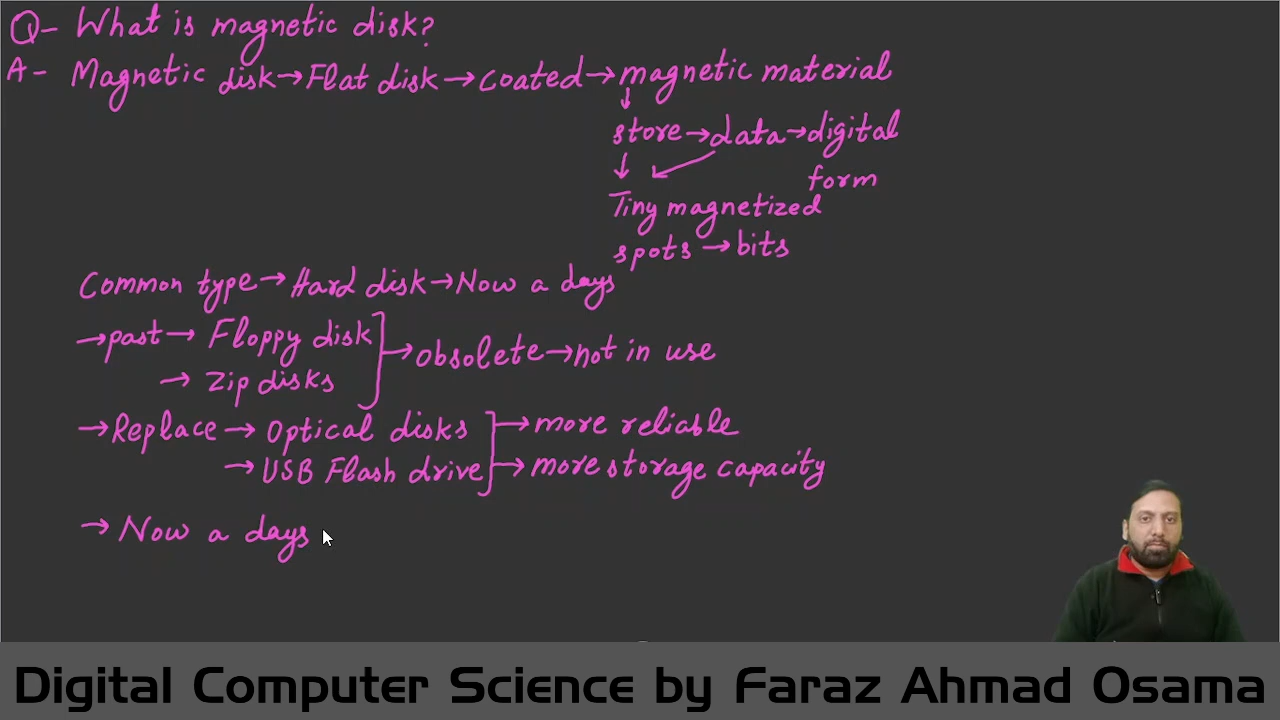 Q- What is magnetic disk?
A- Magnetic disk→Flat disk→coated→magnetic material
↓
store→data→digital
form
↓ ↙
Tiny magnetized
spots→bits
Common type→Hard disk→Now a days
→past→ Floppy disk
→ Zip disks
→obsolete→not in use
→Replace→ Optical disks →more reliable
→ USB Flash drive →more storage capacity
→ Now a days
Digital Computer Science by Faraz Ahmad Osama